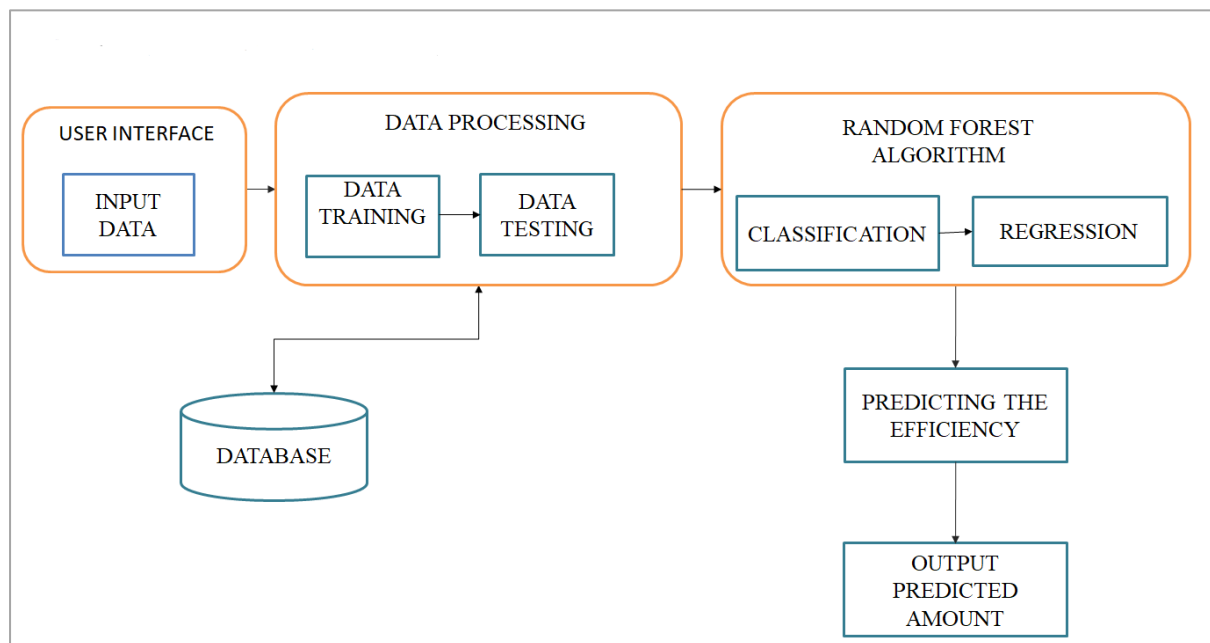 USER INTERFACE
INPUT
DATA
DATA PROCESSING
DATA
TRAINING
DATA
TESTING
RANDOM FOREST
ALGORITHM
CLASSIFICATION
REGRESSION
DATABASE
PREDICTING THE
EFFICIENCY
OUTPUT
PREDICTED
AMOUNT